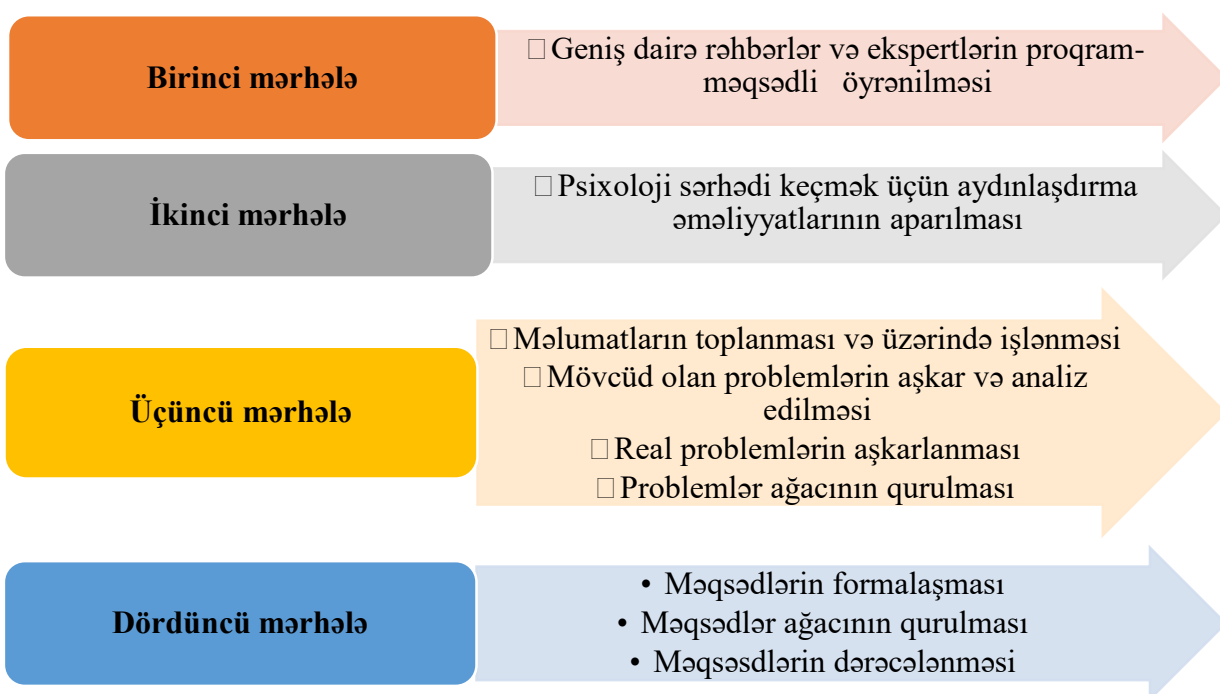 Birinci mərhələ
□ Geniş dairə rəhbərlər və ekspertlərin proqram-
məqsədli öyrənilməsi
İkinci mərhələ
□ Psixoloji sərhədi keçmək üçün aydınlaşdırma
əməliyyatlarının aparılması
Üçüncü mərhələ
□ Məlumatların toplanması və üzərində işlənməsi
□ Mövcüd olan problemlərin aşkar və analiz
edilməsi
□ Real problemlərin aşkarlanması
□ Problemlər ağacının qurulması
Dördüncü mərhələ
• Məqsədlərin formalaşması
• Məqsədlər ağacının qurulması
• Məqsəsdlərin dərəcələnməsi